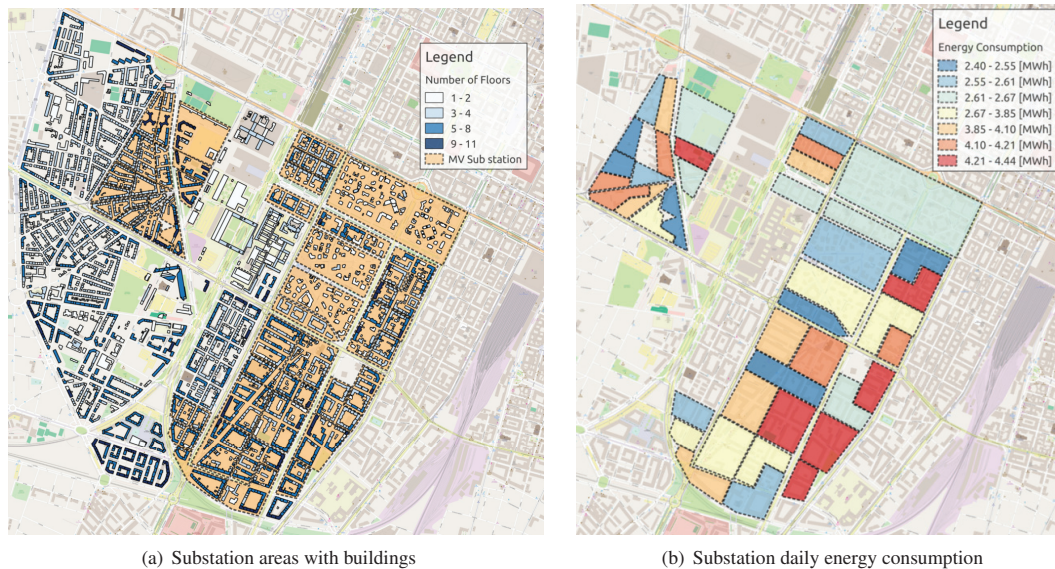 Legend
Number of Floors
1 - 2
3 - 4
5 - 8
9 - 11
MV Sub station
Legend
Energy Consumption
2.40 - 2.55 [MWh]
2.55 - 2.61 [MWh]
2.61 - 2.67 [MWh]
2.67 - 3.85 [MWh]
3.85 - 4.10 [MWh]
4.10 - 4.21 [MWh]
4.21 - 4.44 [MWh]
(a) Substation areas with buildings
(b) Substation daily energy consumption